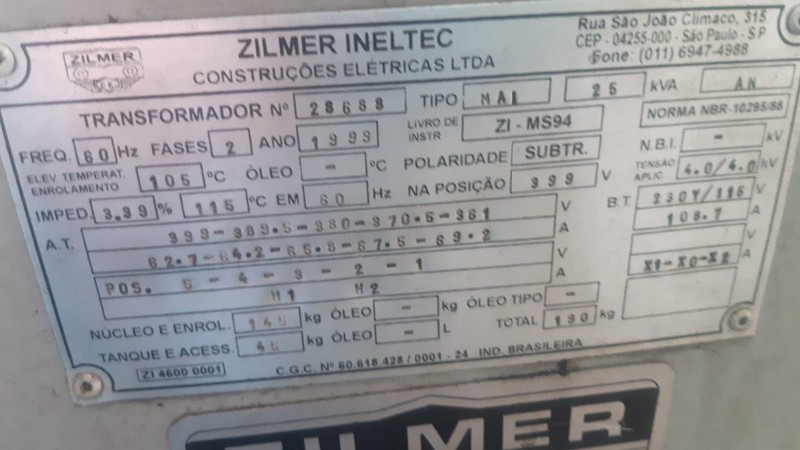 ZILMER
ZILMER INELTEC
CONSTRUÇÕES ELÉTRICAS LTDA
Rua São João Climaco, 315
CEP - 04255-000 - São Paulo - S.P
Fone: (011) 6947-4988
TRANSFORMADOR Nº 28688 TIPO MAI 25 kVA AN
FREQ. 60 Hz FASES 2 ANO 1999 LIVRO DE INSTR ZI - MS94 NORMA NBR-10295/88
ELEV TEMPERAT. ENROLAMENTO 105 ºC ÓLEO - ºC POLARIDADE SUBTR. N.B.I. - kV
IMPED. 3.39 % 115 ºC EM 60 Hz NA POSIÇÃO 399 V TENSÃO APLIC 4.0/4.0 kV
A.T. 399-389.5-380-370.5-361 V B.T. 230Y/115 V
62.7-64.2-65.8-67.5-69.2 A 108.7 A
POS. 5 - 4 - 3 - 2 - 1 V V
H1 H2 A X1-X0-X2 A
NÚCLEO E ENROL. 145 kg ÓLEO - kg ÓLEO TIPO -
TANQUE E ACESS. 45 kg ÓLEO - L TOTAL 190 kg
ZI 4600 0001 C.G.C. Nº 60.618.428 / 0001 - 24 IND. BRASILEIRA
ZILMER